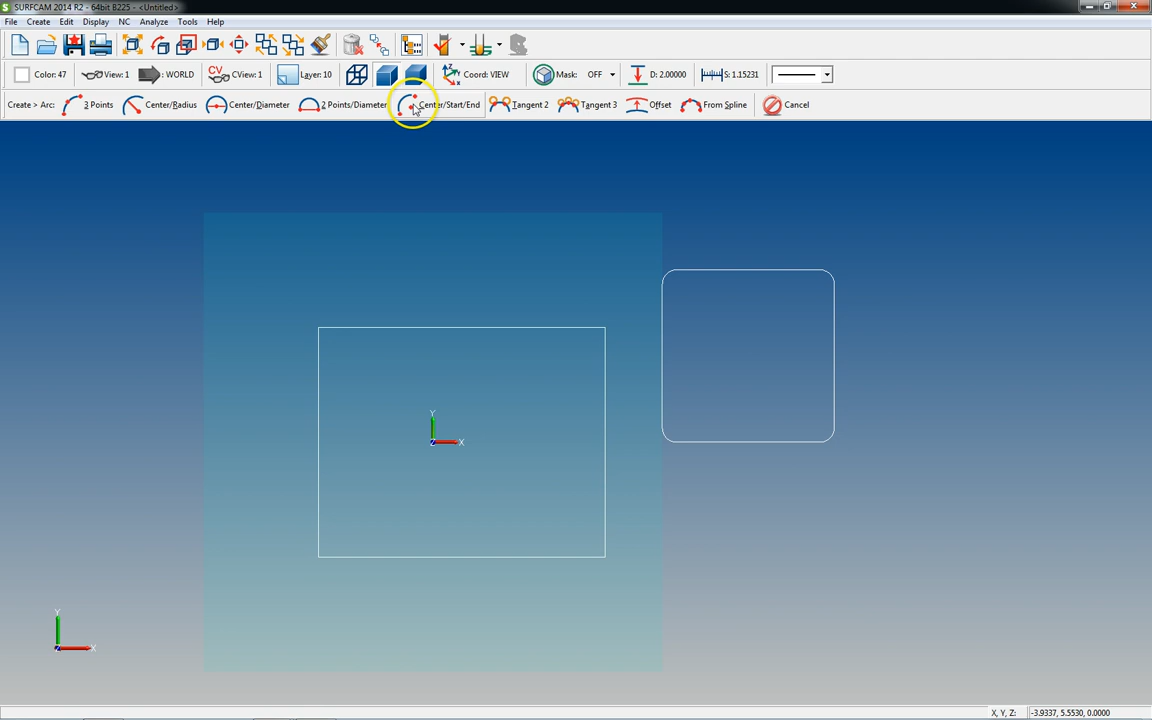 SURFCAM 2014 R2 - 64bit B225 - <Untitled>
File Create Edit Display NC Analyze Tools Help
Color: 47 View: 1 : WORLD CV CView: 1 Layer: 10 Coord: VIEW Mask: OFF D: 2.00000 S: 1.15231
Create > Arc: 3 Points Center/Radius Center/Diameter 2 Points/Diameter Center/Start/End Tangent 2 Tangent 3 Offset From Spline Cancel
Y
X
Y
X
X, Y, Z: -3.9337, 5.5530, 0.0000